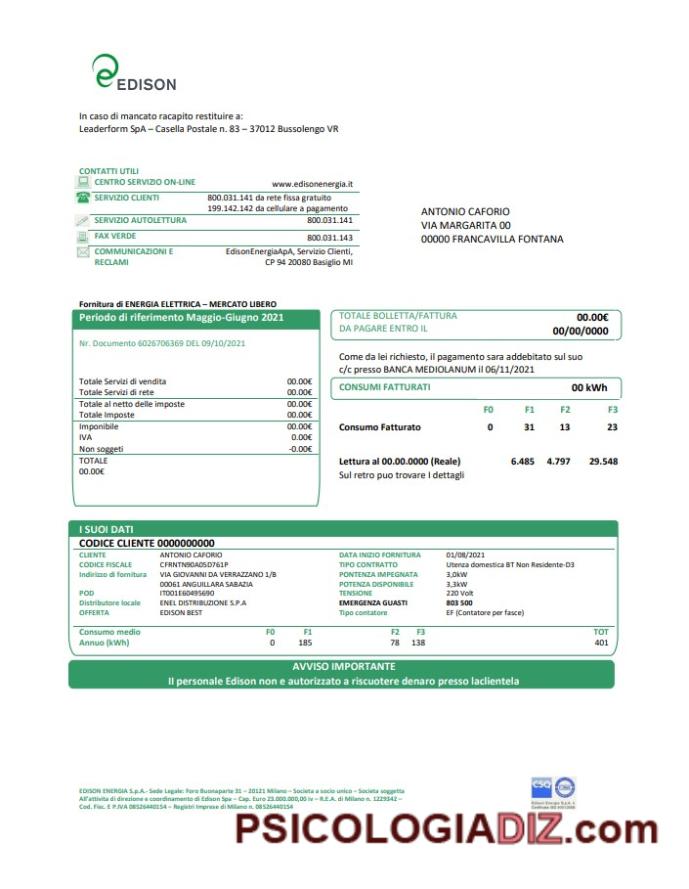 EDISON
In caso di mancato racapito restituire a:
Leaderform SpA – Casella Postale n. 83 – 37012 Bussolengo VR
CONTATTI UTILI
CENTRO SERVIZIO ON-LINE www.edisonenergia.it
SERVIZIO CLIENTI 800.031.141 da rete fissa gratuito
199.142.142 da cellulare a pagamento
SERVIZIO AUTOLETTURA 800.031.141
FAX VERDE 800.031.143
COMMUNICAZIONI E RECLAMI EdisonEnergiaApA, Servizio Clienti,
CP 94 20080 Basiglio MI
ANTONIO CAFORIO
VIA MARGARITA 00
00000 FRANCAVILLA FONTANA
Fornitura di ENERGIA ELETTRICA – MERCATO LIBERO
Periodo di riferimento Maggio-Giugno 2021
Nr. Documento 6026706369 DEL 09/10/2021
Totale Servizi di vendita 00.00€
Totale Servizi di rete 00.00€
Totale al netto delle imposte 00.00€
Totale Imposte 00.00€
Imponibile 00.00€
IVA 0.00€
Non soggeti -0.00€
TOTALE
00.00€
TOTALE BOLLETTA/FATTURA 00.00€
DA PAGARE ENTRO IL 00/00/0000
Come da lei richiesto, il pagamento sara addebitato sul suo
c/c presso BANCA MEDIOLANUM il 06/11/2021
CONSUMI FATTURATI 00 kWh
F0 F1 F2 F3
Consumo Fatturato 0 31 13 23
Lettura al 00.00.0000 (Reale) 6.485 4.797 29.548
Sul retro puo trovare I dettagli
I SUOI DATI
CODICE CLIENTE 0000000000
CLIENTE ANTONIO CAFORIO DATA INIZIO FORNITURA 01/08/2021
CODICE FISCALE CFRNTN90A05D761P TIPO CONTRATTO Utenza domestica BT Non Residente-D3
Indirizzo di fornitura VIA GIOVANNI DA VERRAZZANO 1/B PONTENZA IMPEGNATA 3,0kW
00061 ANGUILLARA SABAZIA POTENZA DISPONIBILE 3,3kW
POD IT001E60495690 TENSIONE 220 Volt
Distributore locale ENEL DISTRIBUZIONE S.P.A EMERGENZA GUASTI 803 500
OFFERTA EDISON BEST Tipo contatore EF (Contatore per fasce)
Consumo medio F0 F1 F2 F3 TOT
Annuo (kWh) 0 185 78 138 401
AVVISO IMPORTANTE
Il personale Edison non e autorizzato a riscuotere denaro presso laclientela
EDISON ENERGIA S.p.A.- Sede Legale: Foro Buonaparte 31 – 20121 Milano – Societa a socio unico – Societa soggetta
All'attivita di direzione e coordinamento di Edison Spa – Cap. Euro 23.000.000,00 iv – R.E.A. di Milano n. 1229342 –
Cod. Fisc. E P.IVA 08526440154 – Registri Imprese di Milano n. 08526440154
CSQ
PSICOLOGIADIZ.com